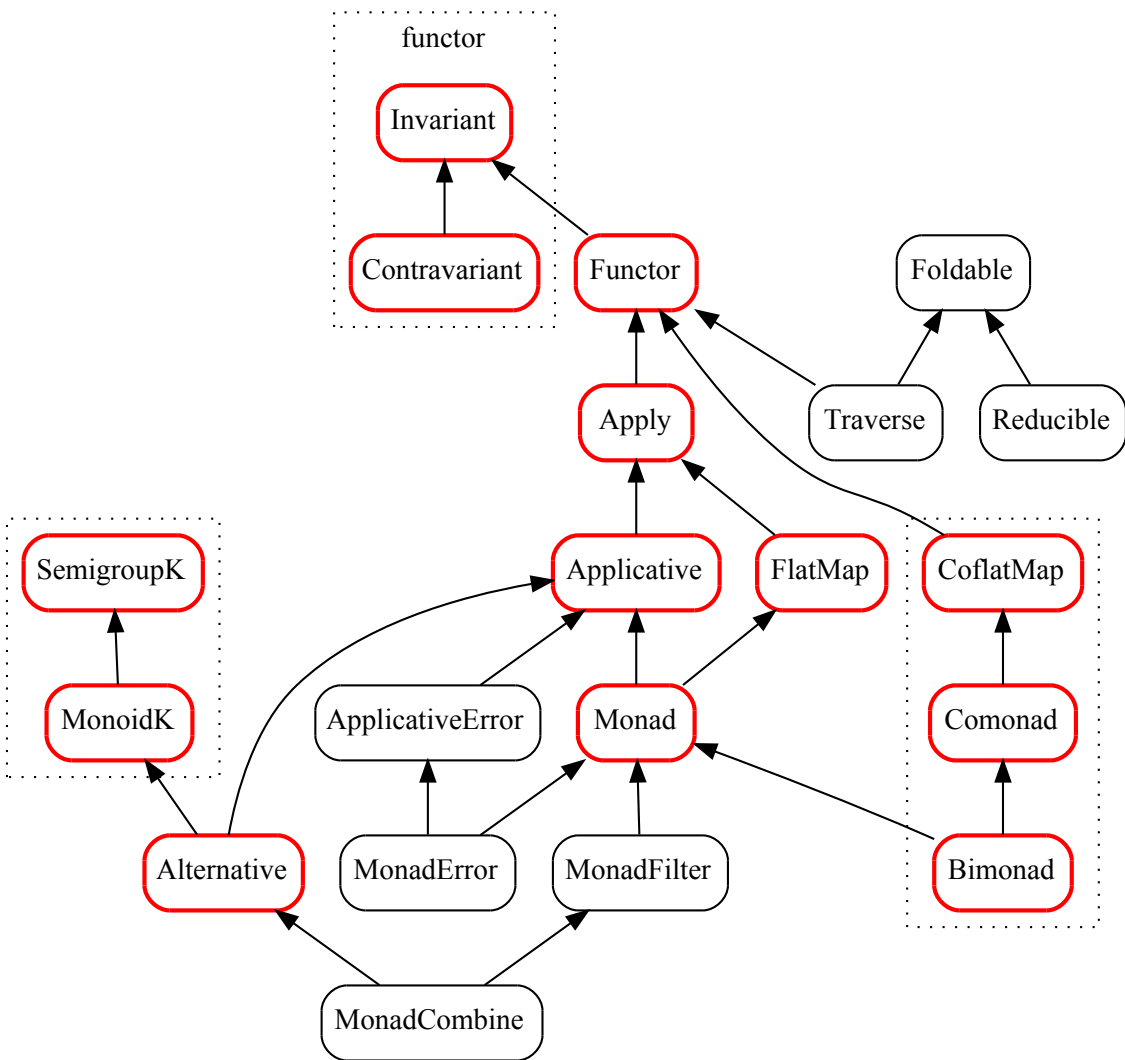 functor
Invariant
Contravariant
Functor
Foldable
Apply
Traverse
Reducible
SemigroupK
Applicative
FlatMap
CoflatMap
MonoidK
ApplicativeError
Monad
Comonad
Alternative
MonadError
MonadFilter
Bimonad
MonadCombine